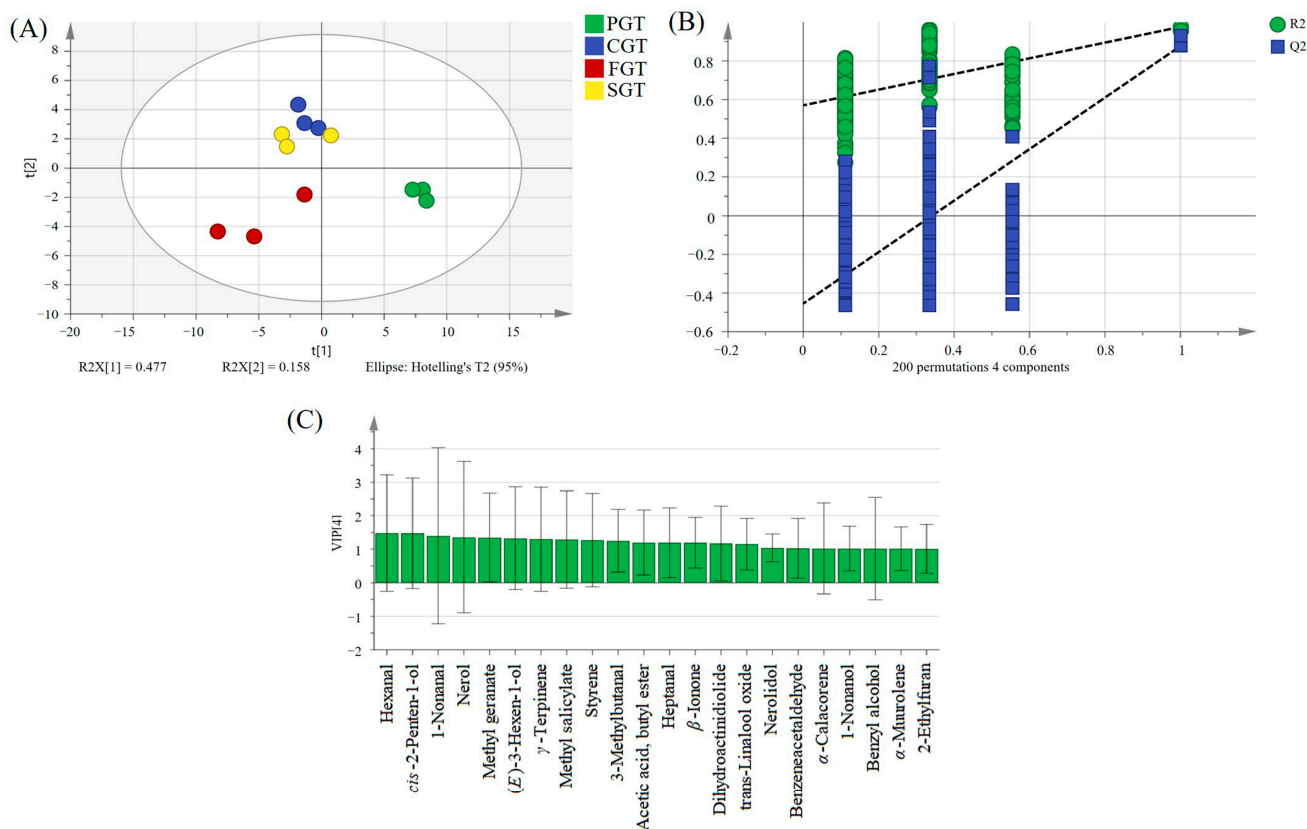 (A)
PGT
CGT
FGT
SGT
8
6
4
2
0
−2
−4
−6
−8
−10
t[2]
−20
−15
−10
−5
0
5
10
15
t[1]
R2X[1] = 0.477
R2X[2] = 0.158
Ellipse: Hotelling's T2 (95%)
(B)
R2
Q2
0.8
0.6
0.4
0.2
0
−0.2
−0.4
−0.6
−0.2
0
0.2
0.4
0.6
0.8
1
200 permutations 4 components
(C)
VIP[4]
4
3
2
1
0
−1
−2
Hexanal
cis-2-Penten-1-ol
1-Nonanal
Nerol
Methyl geranate
(E)-3-Hexen-1-ol
γ-Terpinene
Methyl salicylate
Styrene
3-Methylbutanal
Acetic acid, butyl ester
Heptanal
β-Ionone
Dihydroactinidiolide
trans-Linalool oxide
Nerolidol
Benzeneacetaldehyde
α-Calacorene
1-Nonanol
Benzyl alcohol
α-Muurolene
2-Ethylfuran